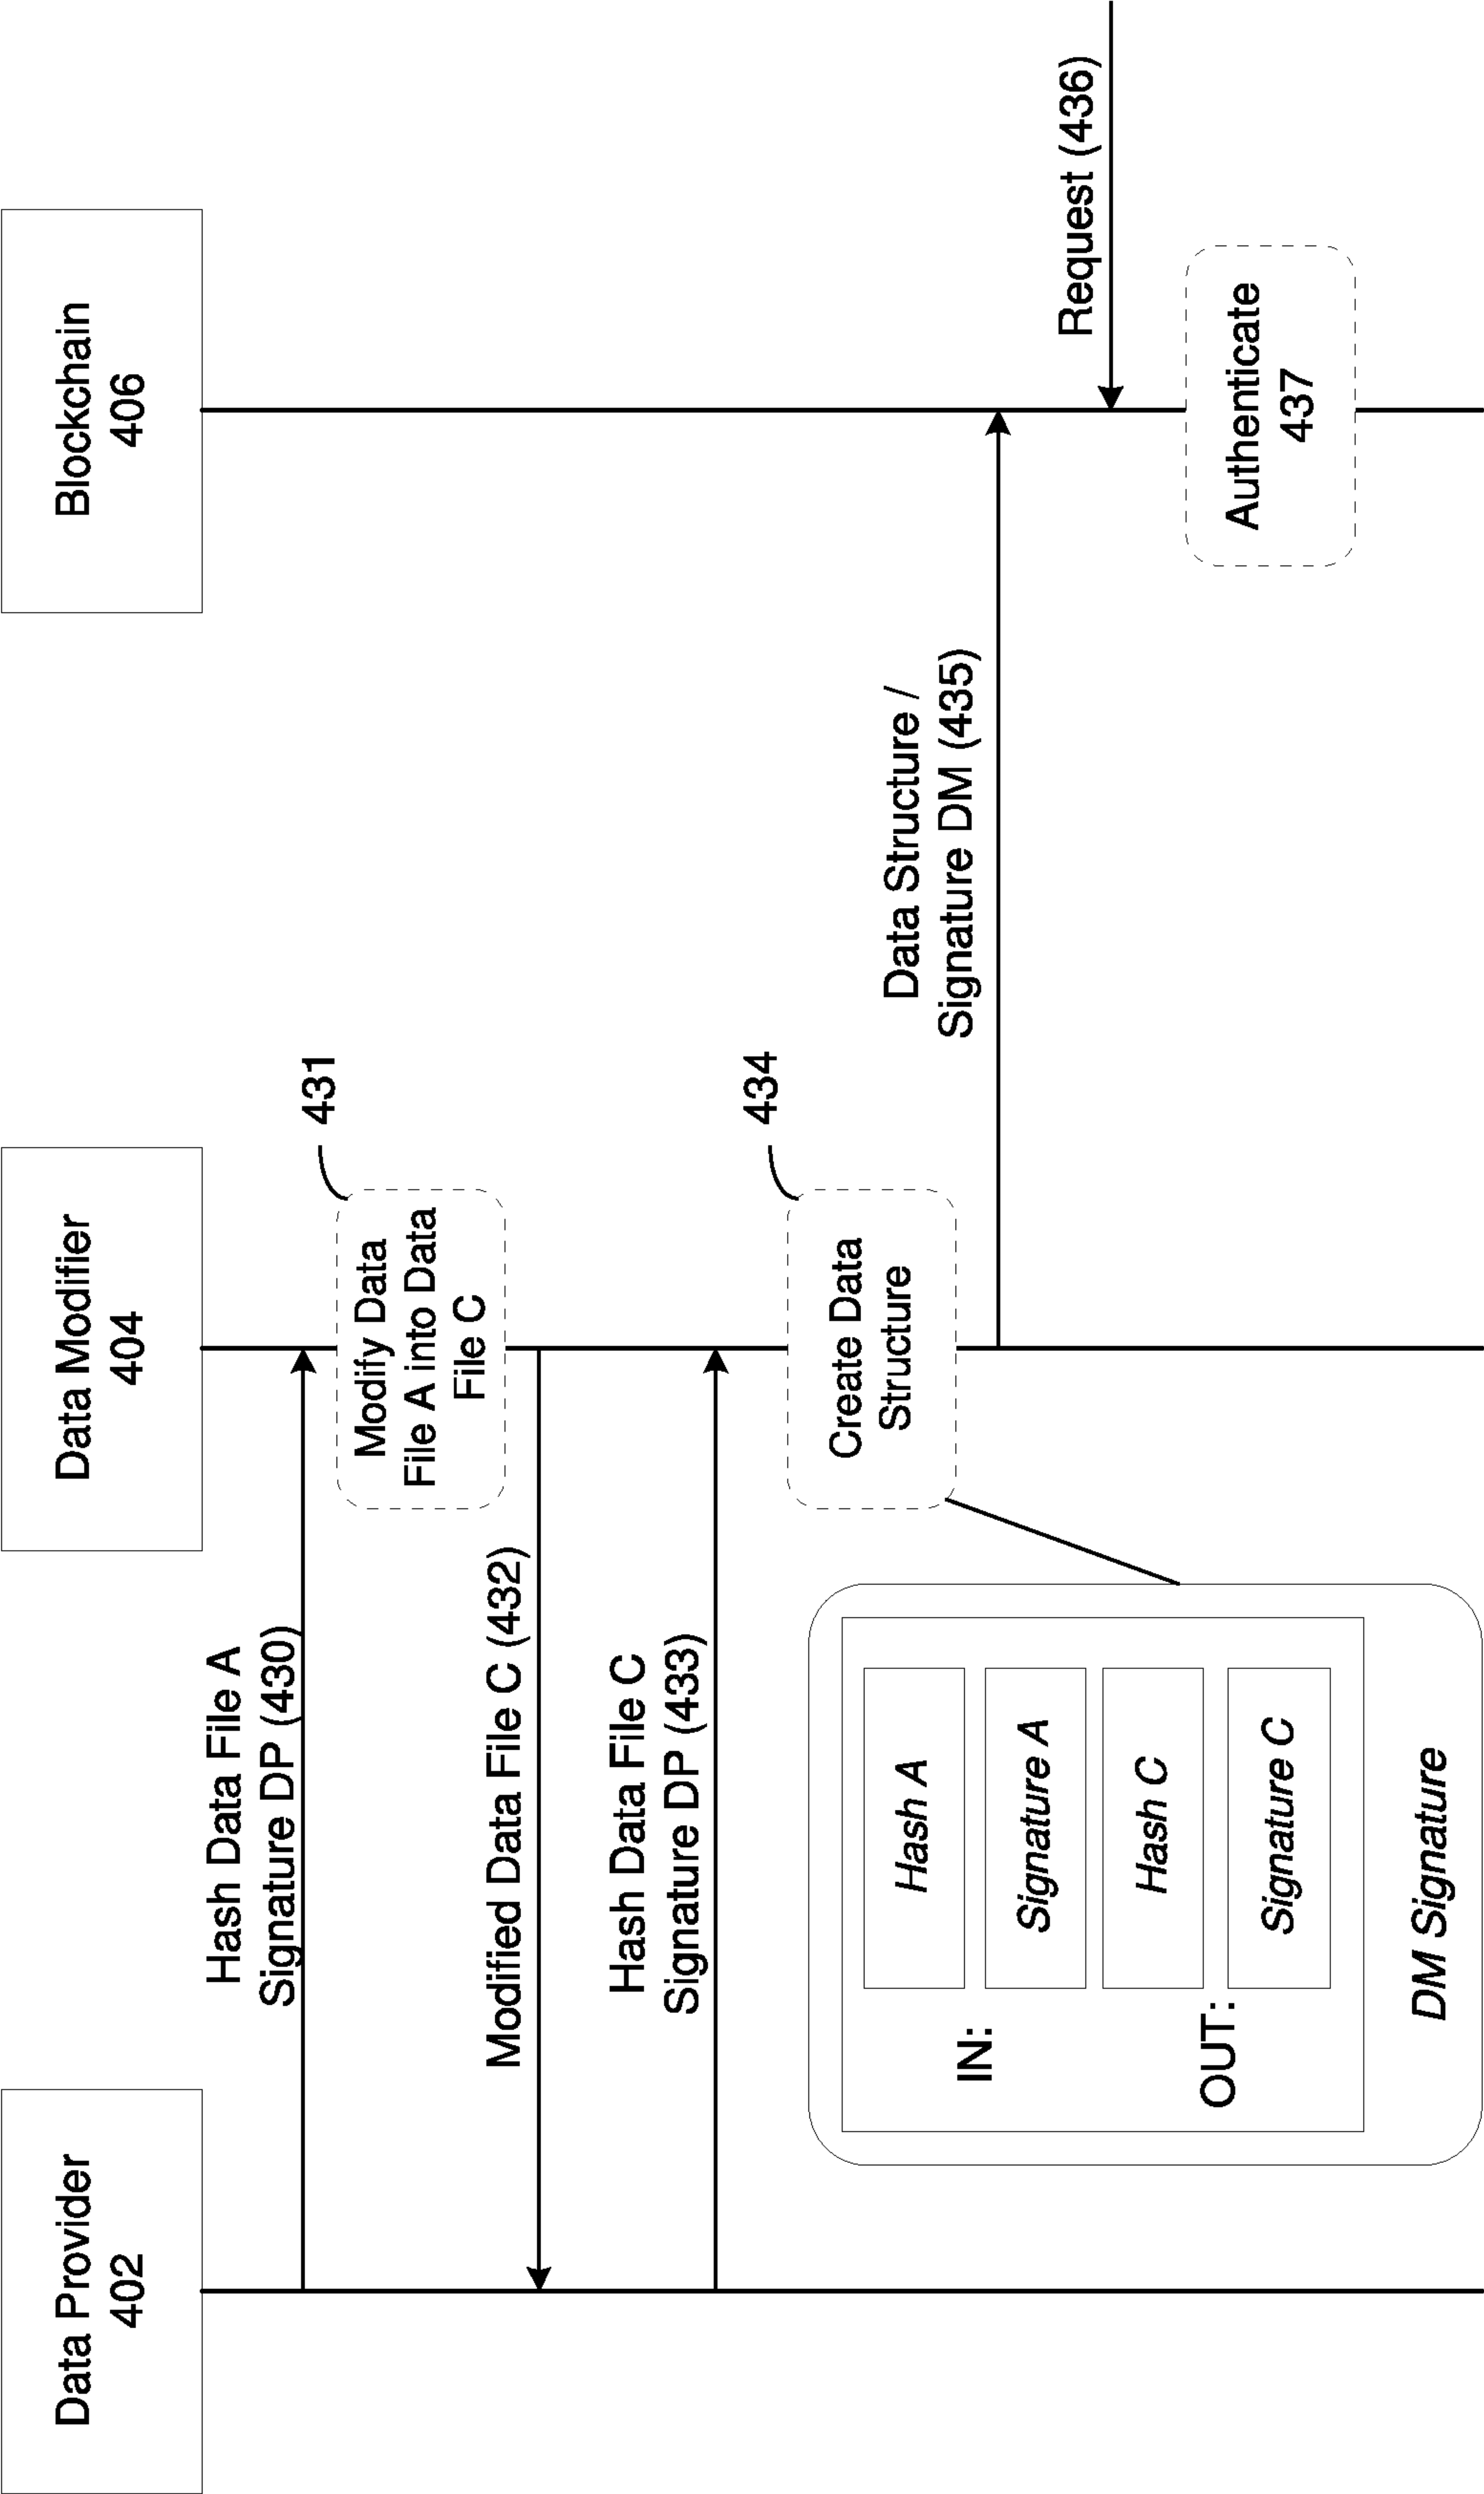 Data Provider
402
Data Modifier
404
Blockchain
406
Hash Data File A
Signature DP (430)
431
Modify Data
File A into Data
File C
Modified Data File C (432)
Hash Data File C
Signature DP (433)
434
Create Data
Structure
IN:
Hash A
Signature A
OUT:
Hash C
Signature C
DM Signature
Data Structure /
Signature DM (435)
Request (436)
Authenticate
437